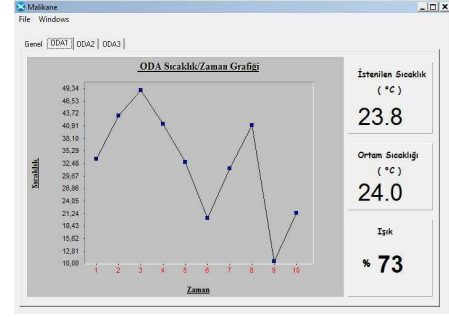 Malikane
File Windows
Genel ODA1 ODA2 ODA3
ODA Sıcaklık/Zaman Grafiği
49,34
46,53
43,72
40,91
38,10
35,29
32,48
29,67
26,86
24,05
21,24
18,43
15,62
12,81
10,00
Sıcaklık
1 2 3 4 5 6 7 8 9 10
Zaman
İstenilen Sıcaklık
( °C )
23.8
Ortam Sıcaklığı
( °C )
24.0
Işık
% 73